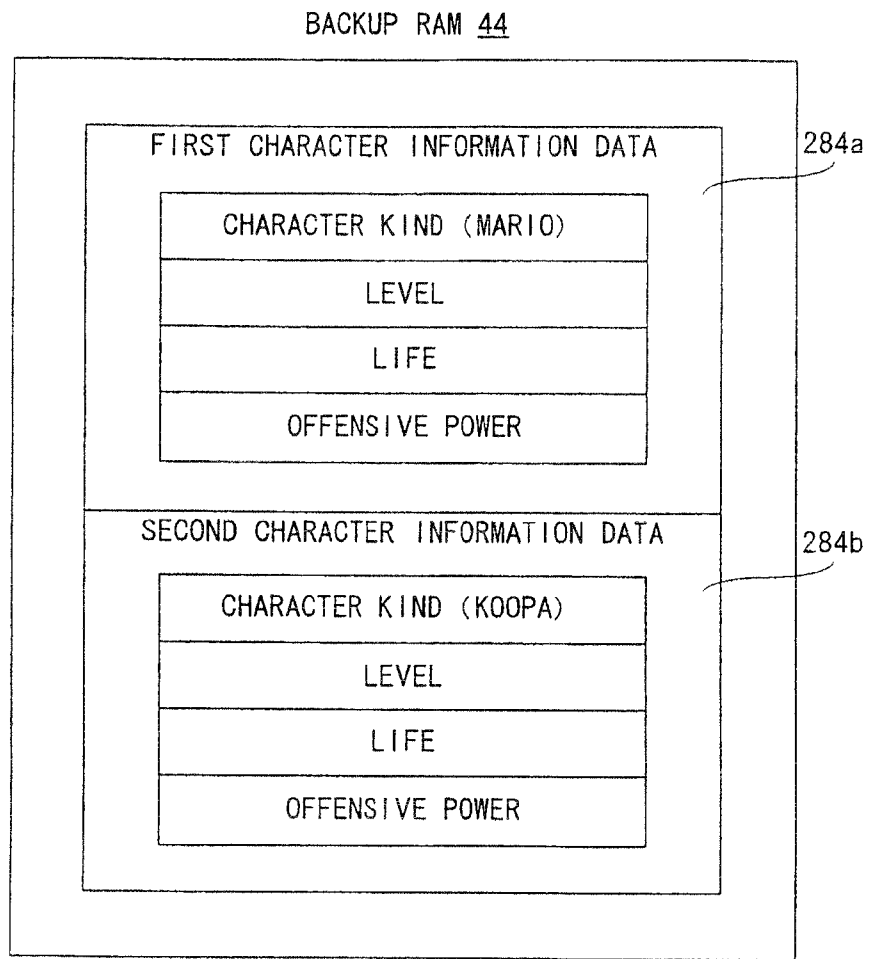 BACKUP RAM 44
FIRST CHARACTER INFORMATION DATA
284a
CHARACTER KIND (MARIO)
LEVEL
LIFE
OFFENSIVE POWER
SECOND CHARACTER INFORMATION DATA
284b
CHARACTER KIND (KOOPA)
LEVEL
LIFE
OFFENSIVE POWER